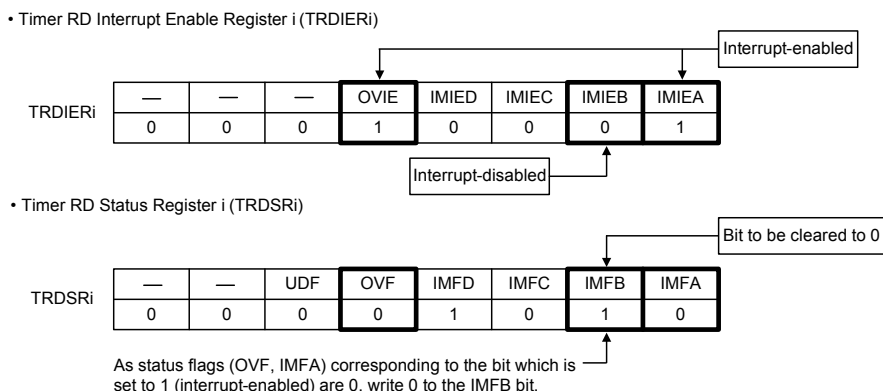 • Timer RD Interrupt Enable Register i (TRDIERi)
Interrupt-enabled
TRDIERi
— — — OVIE IMIED IMIEC IMIEB IMIEA
0 0 0 1 0 0 0 1
Interrupt-disabled
• Timer RD Status Register i (TRDSRi)
Bit to be cleared to 0
TRDSRi
— — UDF OVF IMFD IMFC IMFB IMFA
0 0 0 0 1 0 1 0
As status flags (OVF, IMFA) corresponding to the bit which is
set to 1 (interrupt-enabled) are 0, write 0 to the IMFB bit.